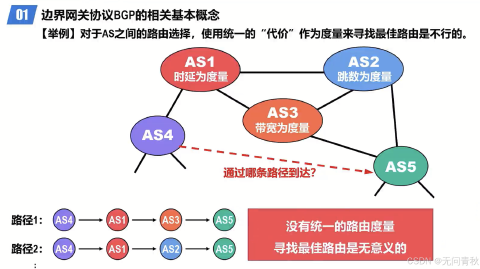 01 边界网关协议BGP的相关基本概念
【举例】对于AS之间的路由选择，使用统一的“代价”作为度量来寻找最佳路由是不行的。
AS1
时延为度量
AS2
跳数为度量
AS3
带宽为度量
AS4
AS5
通过哪条路径到达？
路径1： AS4 AS1 AS3 AS5
路径2： AS4 AS1 AS2 AS5
⋮
没有统一的路由度量
寻找最佳路由是无意义的
CSDN @无问青秋